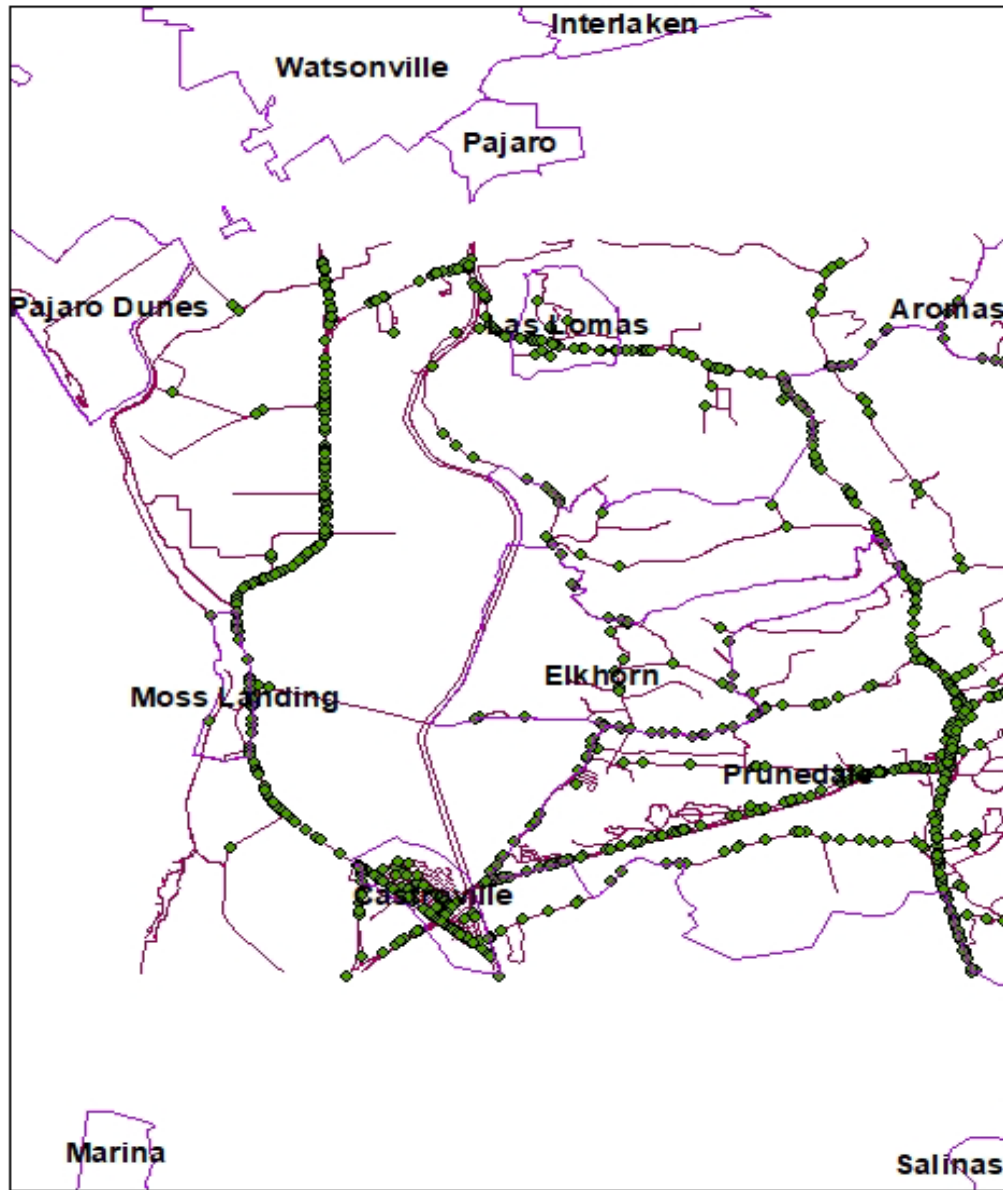 Interlaken
Watsonville
Pajaro
Pajaro Dunes
Las Lomas
Aromas
Elkhorn
Moss Landing
Prunedale
Castroville
Marina
Salinas